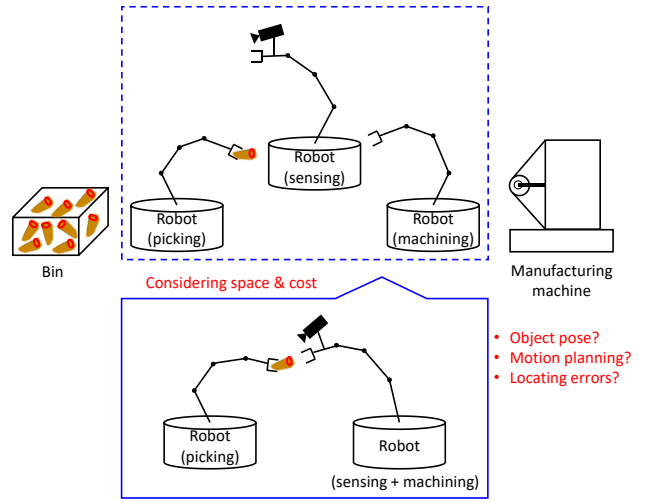 Robot
(sensing)
Robot
(picking)
Robot
(machining)
Bin
Manufacturing
machine
Considering space & cost
• Object pose?
• Motion planning?
• Locating errors?
Robot
(picking)
Robot
(sensing + machining)